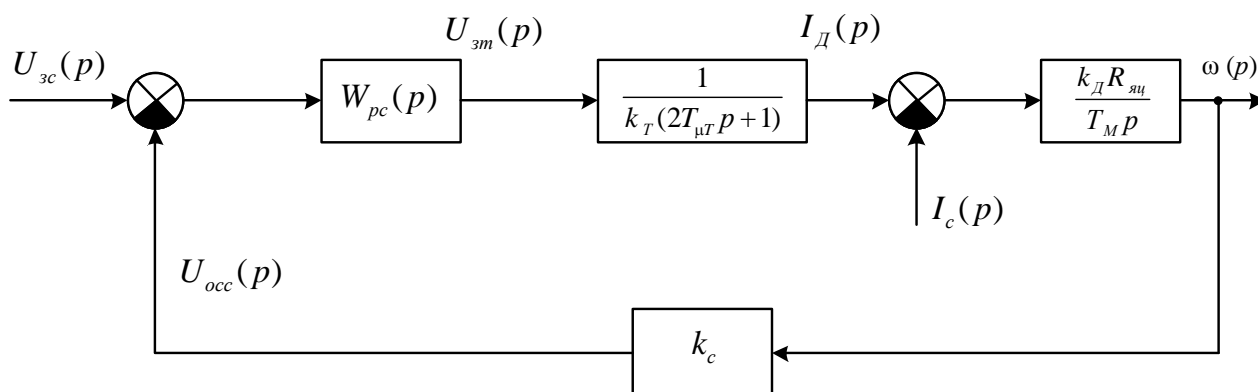 U_{зс}(p)
W_{рс}(p)
U_{зт}(p)
1
k_T(2T_{μT}p+1)
I_Д(p)
I_c(p)
k_Д R_{яц}
T_M p
ω(p)
U_{осс}(p)
k_c